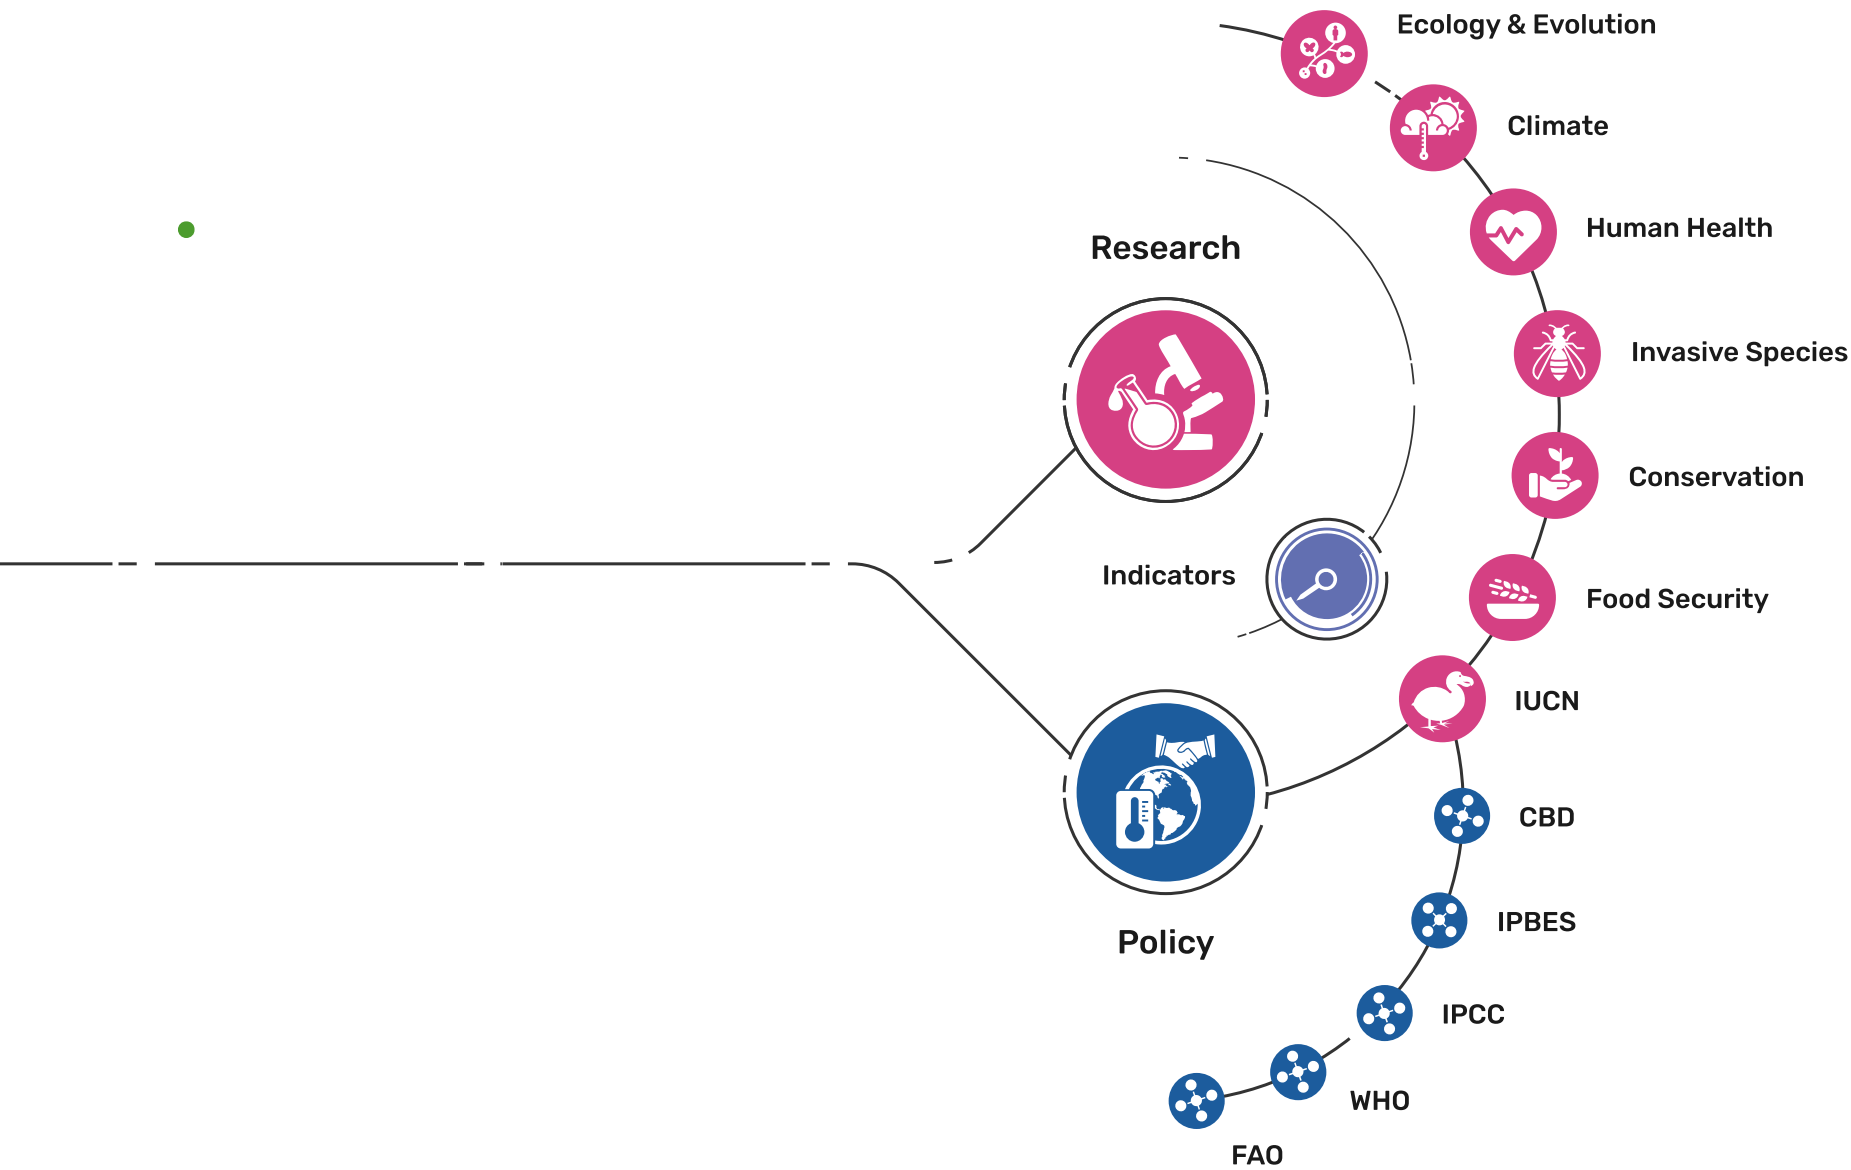 Ecology & Evolution
Climate
Human Health
Research
Invasive Species
Conservation
Indicators
Food Security
IUCN
CBD
IPBES
Policy
IPCC
WHO
FAO